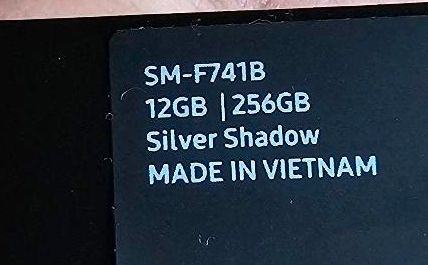 SM-F741B
12GB | 256GB
Silver Shadow
MADE IN VIETNAM